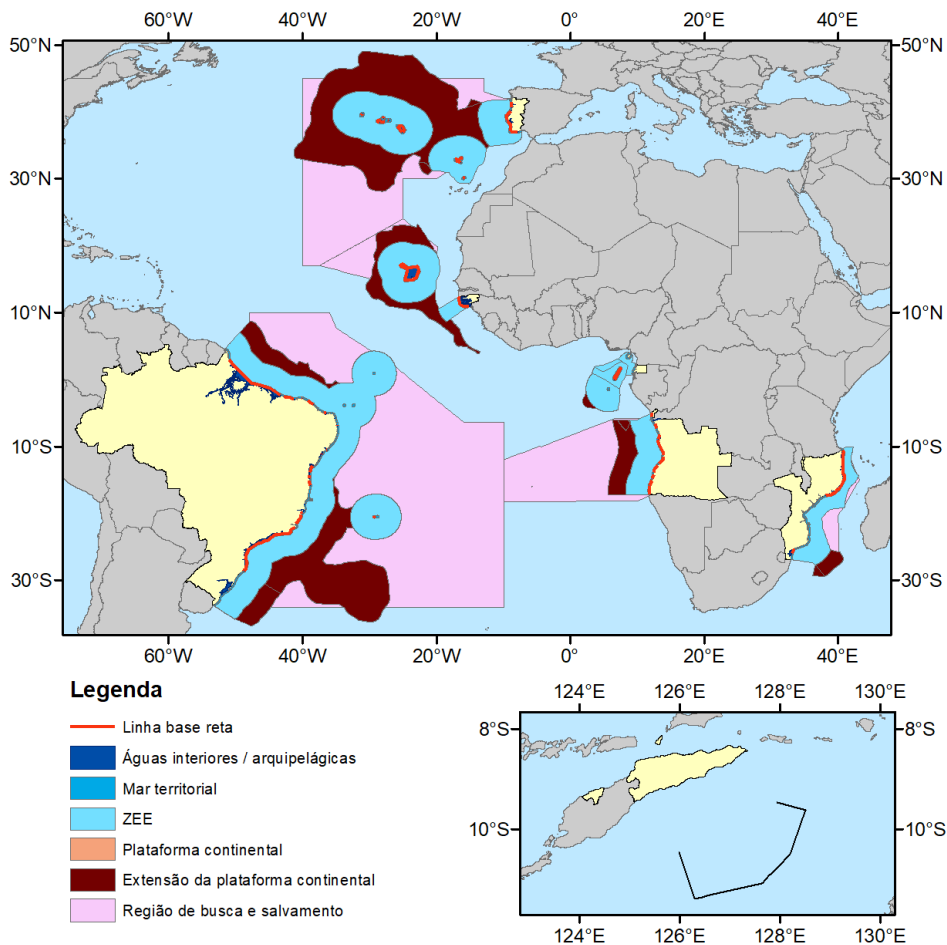 60°W 40°W 20°W 0° 20°E 40°E
50°N 50°N
30°N 30°N
10°N 10°N
10°S 10°S
30°S 30°S
60°W 40°W 20°W 0° 20°E 40°E
Legenda
Linha base reta
Águas interiores / arquipelágicas
Mar territorial
ZEE
Plataforma continental
Extensão da plataforma continental
Região de busca e salvamento
124°E 126°E 128°E 130°E
8°S 8°S
10°S 10°S
124°E 126°E 128°E 130°E